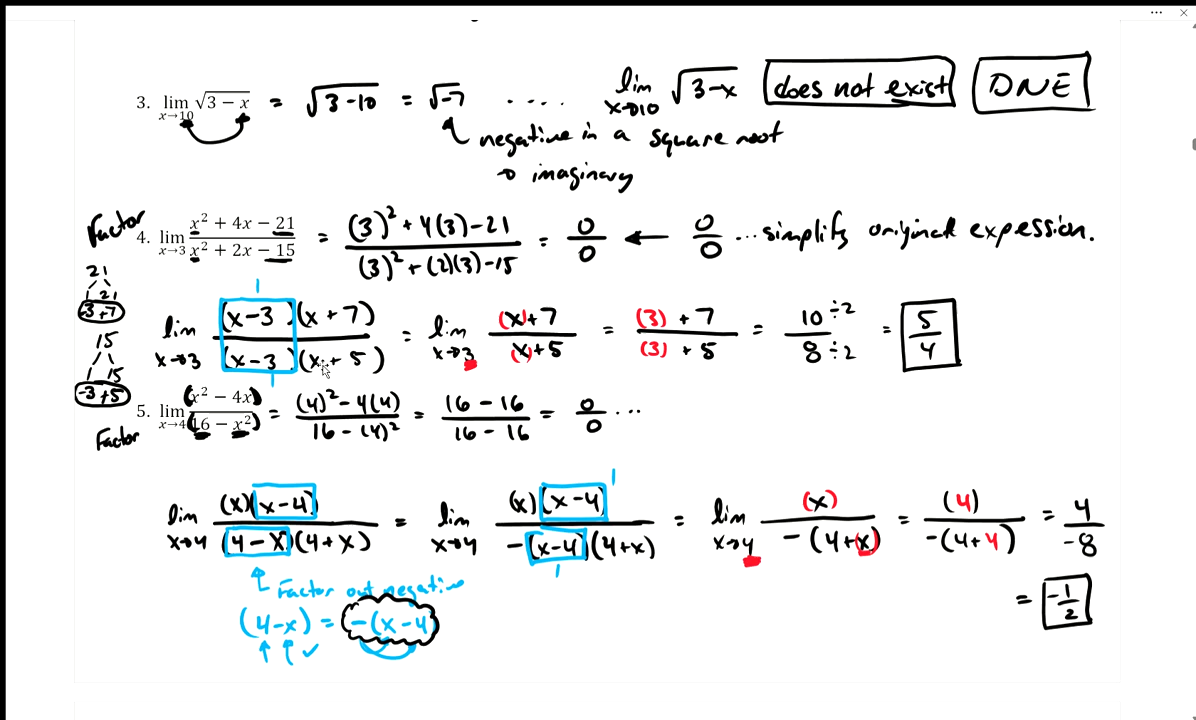 3. lim x→10 √3 − x = √3-10 = √-7 .... lim x→10 √3-x does not exist DNE
negative in a square root
→ imaginary
Factor
4. lim x→3 x² + 4x − 21 / x² + 2x − 15 = (3)² + 4(3) - 21 / (3)² + (2)(3) - 15 = 0/0 ← 0/0 ... simplify original expession.
21
1 21
-3 +7
15
1 15
-3 +5
lim x→3 (x-3)(x+7) / (x-3)(x+5) = lim x→3 (x)+7 / (x)+5 = (3)+7 / (3)+5 = 10 ÷2 / 8 ÷2 = 5/4
1
1
5. lim x→4 (x² − 4x) / (16 − x²) = (4)² - 4(4) / 16 - (4)² = 16 - 16 / 16 - 16 = 0/0 ...
Factor
lim x→4 (x)(x-4) / (4-x)(4+x) = lim x→4 (x)(x-4) / -(x-4)(4+x) = lim x→4 (x) / -(4+x) = (4) / -(4+4) = 4/-8
1
1
= -1/2
↑ Factor out negative
(4-x) = -(x-4)